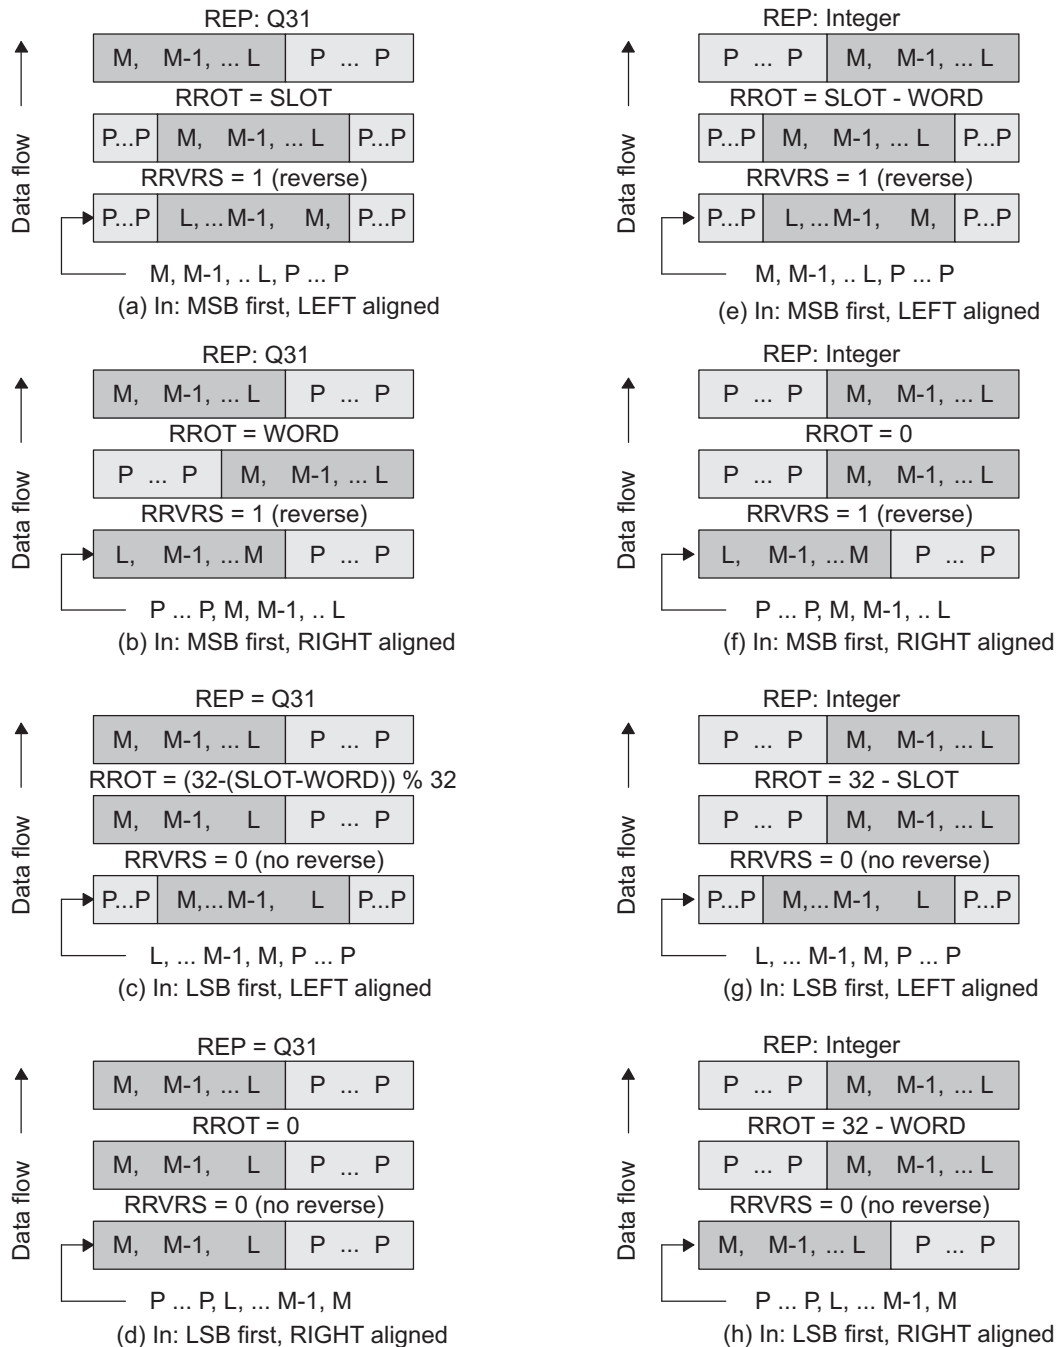 REP: Q31
M, M-1, ... L P ... P
RROT = SLOT
P...P M, M-1, ... L P...P
RRVRS = 1 (reverse)
P...P L, ... M-1, M, P...P
M, M-1, .. L, P ... P
(a) In: MSB first, LEFT aligned
Data flow
REP: Integer
P ... P M, M-1, ... L
RROT = SLOT - WORD
P...P M, M-1, ... L P...P
RRVRS = 1 (reverse)
P...P L, ... M-1, M, P...P
M, M-1, .. L, P ... P
(e) In: MSB first, LEFT aligned
Data flow
REP: Q31
M, M-1, ... L P ... P
RROT = WORD
P ... P M, M-1, ... L
RRVRS = 1 (reverse)
L, M-1, ... M P ... P
P ... P, M, M-1, .. L
(b) In: MSB first, RIGHT aligned
Data flow
REP: Integer
P ... P M, M-1, ... L
RROT = 0
P ... P M, M-1, ... L
RRVRS = 1 (reverse)
L, M-1, ... M P ... P
P ... P, M, M-1, .. L
(f) In: MSB first, RIGHT aligned
Data flow
REP = Q31
M, M-1, ... L P ... P
RROT = (32-(SLOT-WORD)) % 32
M, M-1, L P ... P
RRVRS = 0 (no reverse)
P...P M,... M-1, L P...P
L, ... M-1, M, P ... P
(c) In: LSB first, LEFT aligned
Data flow
REP: Integer
P ... P M, M-1, ... L
RROT = 32 - SLOT
P ... P M, M-1, ... L
RRVRS = 0 (no reverse)
P...P M,... M-1, L P...P
L, ... M-1, M, P ... P
(g) In: LSB first, LEFT aligned
Data flow
REP = Q31
M, M-1, ... L P ... P
RROT = 0
M, M-1, L P ... P
RRVRS = 0 (no reverse)
M, M-1, L P ... P
P ... P, L, ... M-1, M
(d) In: LSB first, RIGHT aligned
Data flow
REP: Integer
P ... P M, M-1, ... L
RROT = 32 - WORD
P ... P M, M-1, ... L
RRVRS = 0 (no reverse)
M, M-1, ... L P ... P
P ... P, L, ... M-1, M
(h) In: LSB first, RIGHT aligned
Data flow